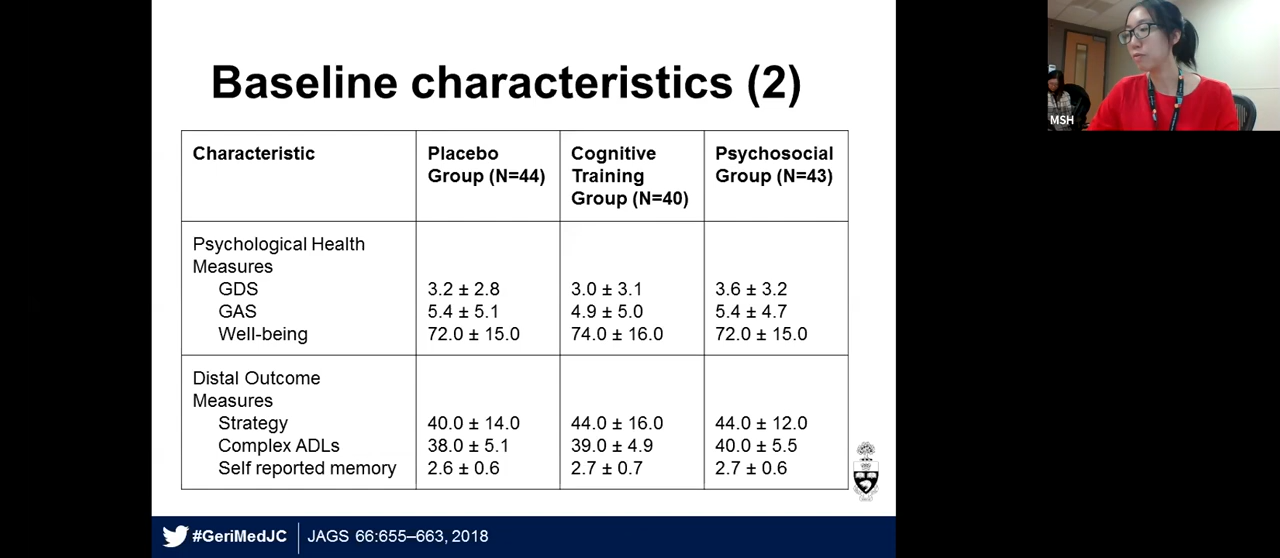 Baseline characteristics (2)
Characteristic
Placebo
Group (N=44)
Cognitive
Training
Group (N=40)
Psychosocial
Group (N=43)
Psychological Health
Measures
GDS 3.2 ± 2.8 3.0 ± 3.1 3.6 ± 3.2
GAS 5.4 ± 5.1 4.9 ± 5.0 5.4 ± 4.7
Well-being 72.0 ± 15.0 74.0 ± 16.0 72.0 ± 15.0
Distal Outcome
Measures
Strategy 40.0 ± 14.0 44.0 ± 16.0 44.0 ± 12.0
Complex ADLs 38.0 ± 5.1 39.0 ± 4.9 40.0 ± 5.5
Self reported memory 2.6 ± 0.6 2.7 ± 0.7 2.7 ± 0.6
#GeriMedJC JAGS 66:655–663, 2018
MSH